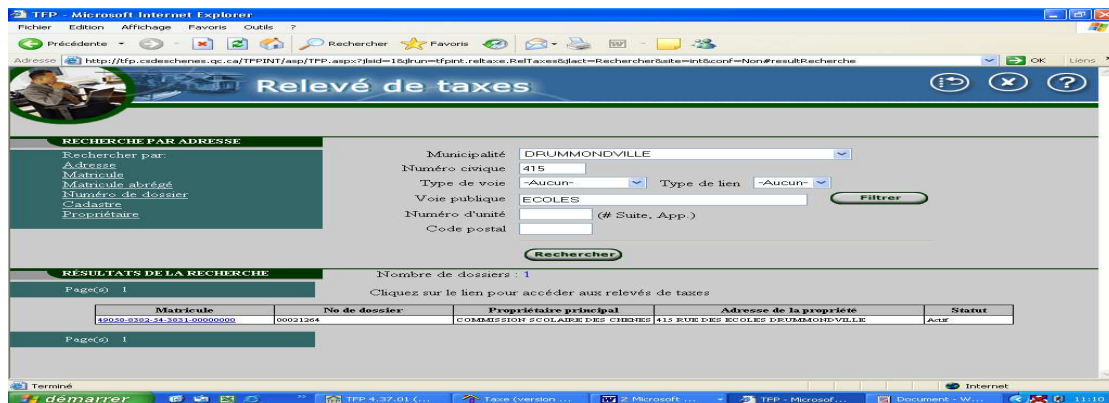 TFP - Microsoft Internet Explorer
Fichier Edition Affichage Favoris Outils ?
Précédente Rechercher Favoris
Adresse http://tfp.csdeschenes.qc.ca/TFPINT/asp/TFP.aspx?jlsid=1&jlrun=tfpint.reltaxe.RelTaxes&jlact=Rechercher&site=int&conf=Non#resultRecherche OK Liens
Relevé de taxes
RECHERCHE PAR ADRESSE
Rechercher par:
Adresse
Matricule
Matricule abrégé
Numéro de dossier
Cadastre
Propriétaire
Municipalité DRUMMONDVILLE
Numéro civique 415
Type de voie -Aucun- Type de lien -Aucun-
Voie publique ECOLES Filtrer
Numéro d'unité (# Suite, App.)
Code postal
Rechercher
RÉSULTATS DE LA RECHERCHE Nombre de dossiers : 1
Page(s) 1
Cliquez sur le lien pour accéder aux relevés de taxes
Matricule No de dossier Propriétaire principal Adresse de la propriété Statut
49058-8382-54-3831-00000000 00021264 COMMISSION SCOLAIRE DES CHENES 415 RUE DES ECOLES DRUMMONDVILLE Actif
Page(s) 1
Terminé Internet
démarrer TFP 4.37.01 (... Taxe (version ... 2 Microsoft ... TFP - Microsof... Document - W... 11:10